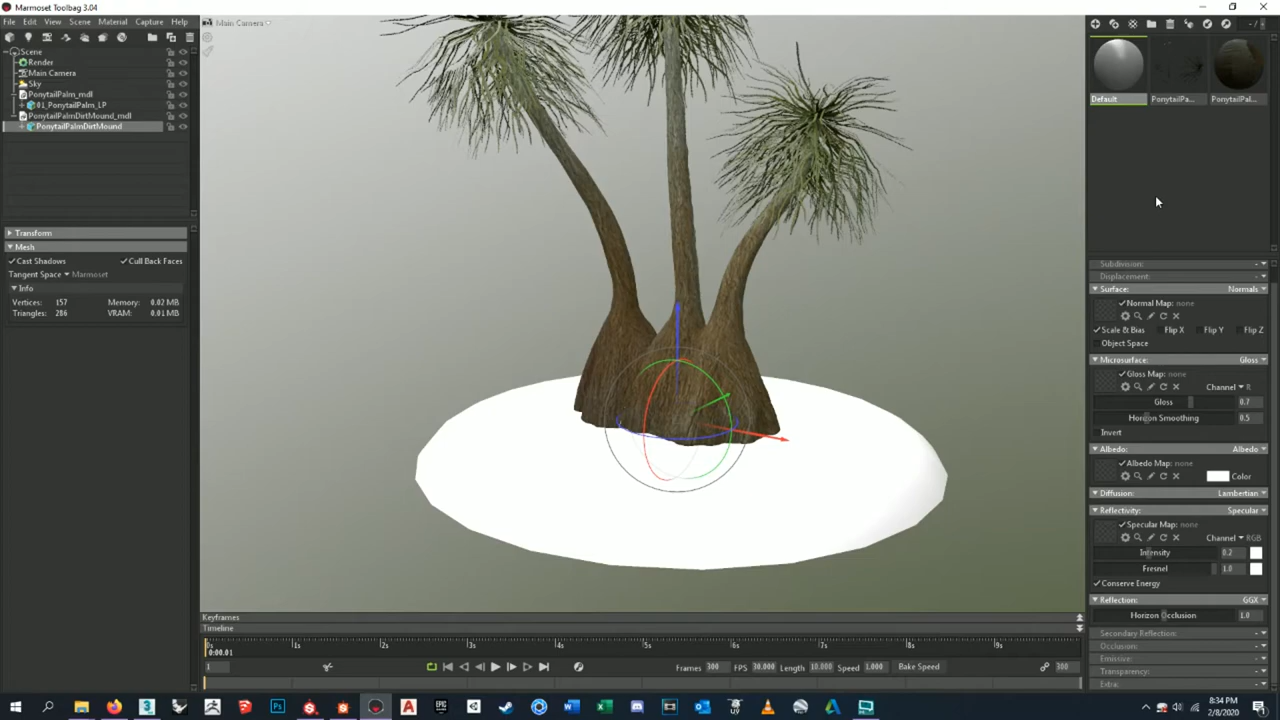 Marmoset Toolbag 3.04
File Edit View Scene Material Capture Help
Main Camera
Scene
Render
Main Camera
Sky
PonytailPalm_mdl
01_PonytailPalm_LP
PonytailPalmDirtMound_mdl
PonytailPalmDirtMound
Transform
Mesh
Cast Shadows Cull Back Faces
Tangent Space Marmoset
Info
Vertices: 157 Memory: 0.02 MB
Triangles: 286 VRAM: 0.01 MB
Default PonytailPa... PonytailPal...
Subdivision:
Displacement:
Surface: Normals
Normal Map: none
Scale & Bias Flip X Flip Y Flip Z
Object Space
Microsurface: Gloss
Gloss Map: none
Channel R
Gloss 0.7
Horizon Smoothing 0.5
Invert
Albedo: Albedo
Albedo Map: none
Color
Diffusion: Lambertian
Reflectivity: Specular
Specular Map: none
Channel RGB
Intensity 0.2
Fresnel 1.0
Conserve Energy
Reflection: GGX
Horizon Occlusion 1.0
Secondary Reflection:
Occlusion:
Emissive:
Transparency:
Extra:
Keyframes
Timeline
0s 1s 2s 3s 4s 5s 6s 7s 8s 9s
0:00.01
1 Frames 300 FPS 30.000 Length 10.000 Speed 1.000 Bake Speed 300
8:34 PM
2/8/2020